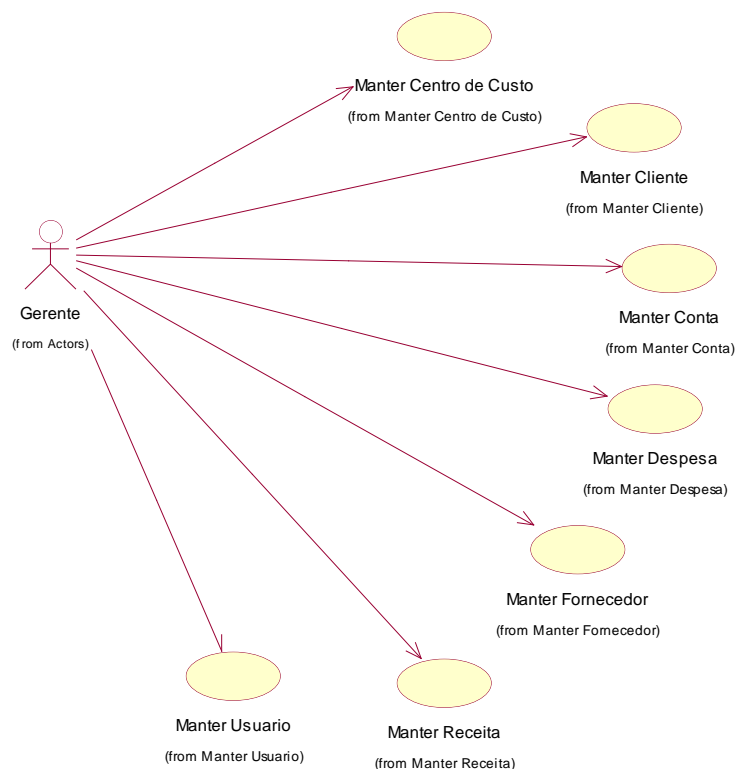 Manter Centro de Custo
(from Manter Centro de Custo)
Manter Cliente
(from Manter Cliente)
Gerente
(from Actors)
Manter Conta
(from Manter Conta)
Manter Despesa
(from Manter Despesa)
Manter Fornecedor
(from Manter Fornecedor)
Manter Usuario
(from Manter Usuario)
Manter Receita
(from Manter Receita)